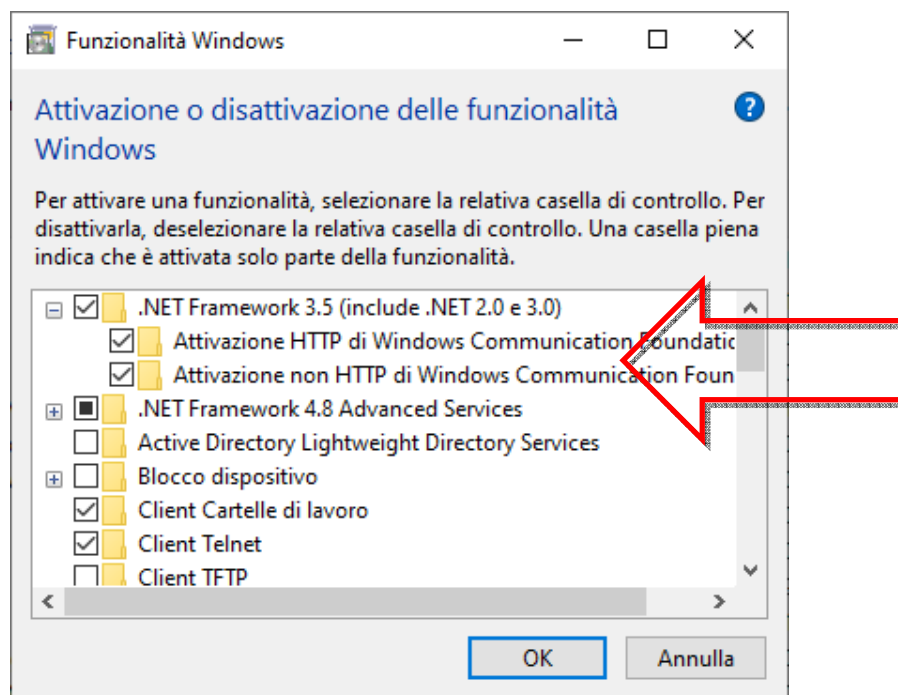 Funzionalità Windows
Attivazione o disattivazione delle funzionalità
Windows
Per attivare una funzionalità, selezionare la relativa casella di controllo. Per
disattivarla, deselezionare la relativa casella di controllo. Una casella piena
indica che è attivata solo parte della funzionalità.
.NET Framework 3.5 (include .NET 2.0 e 3.0)
Attivazione HTTP di Windows Communication Foundatic
Attivazione non HTTP di Windows Communication Foun
.NET Framework 4.8 Advanced Services
Active Directory Lightweight Directory Services
Blocco dispositivo
Client Cartelle di lavoro
Client Telnet
Client TFTP
OK
Annulla